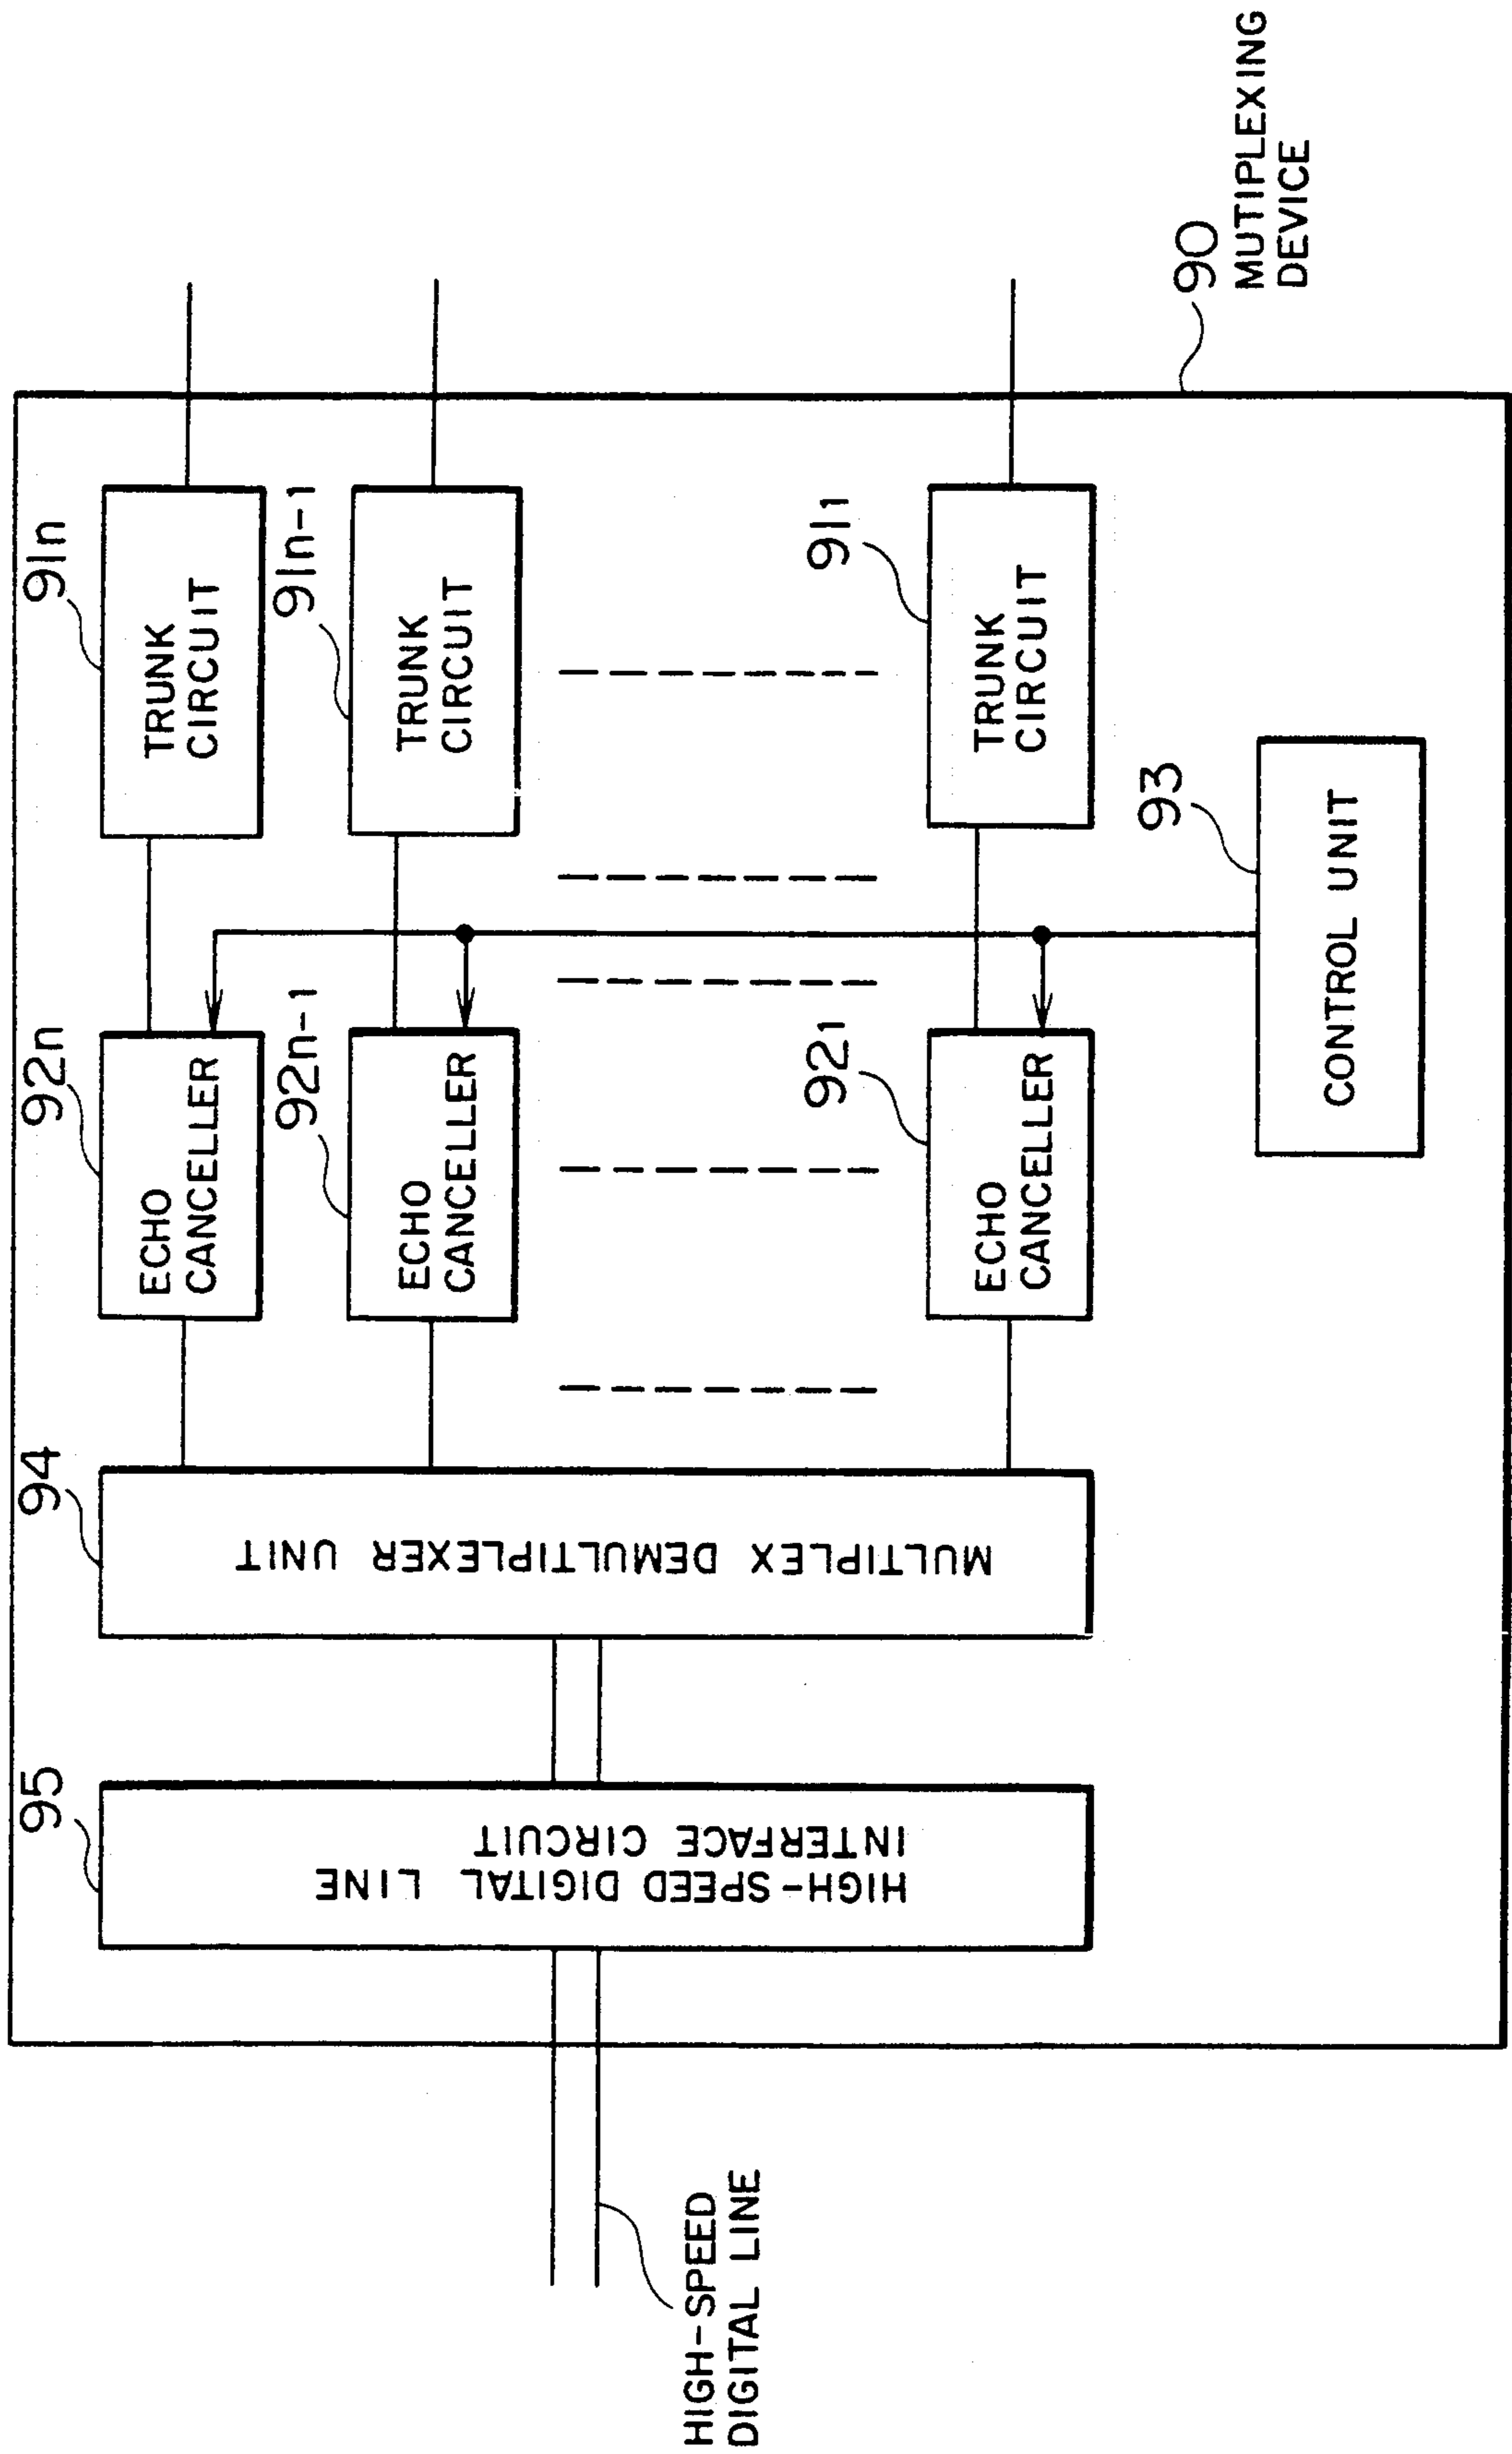 95
94
92n
91n
HIGH-SPEED DIGITAL LINE
INTERFACE CIRCUIT
MULTIPLEX DEMULTIPLEXER UNIT
ECHO
CANCELLER
TRUNK
CIRCUIT
92n-1
91n-1
ECHO
CANCELLER
TRUNK
CIRCUIT
HIGH-SPEED
DIGITAL LINE
921
911
ECHO
CANCELLER
TRUNK
CIRCUIT
93
CONTROL UNIT
90
MUTIPLEXING
DEVICE